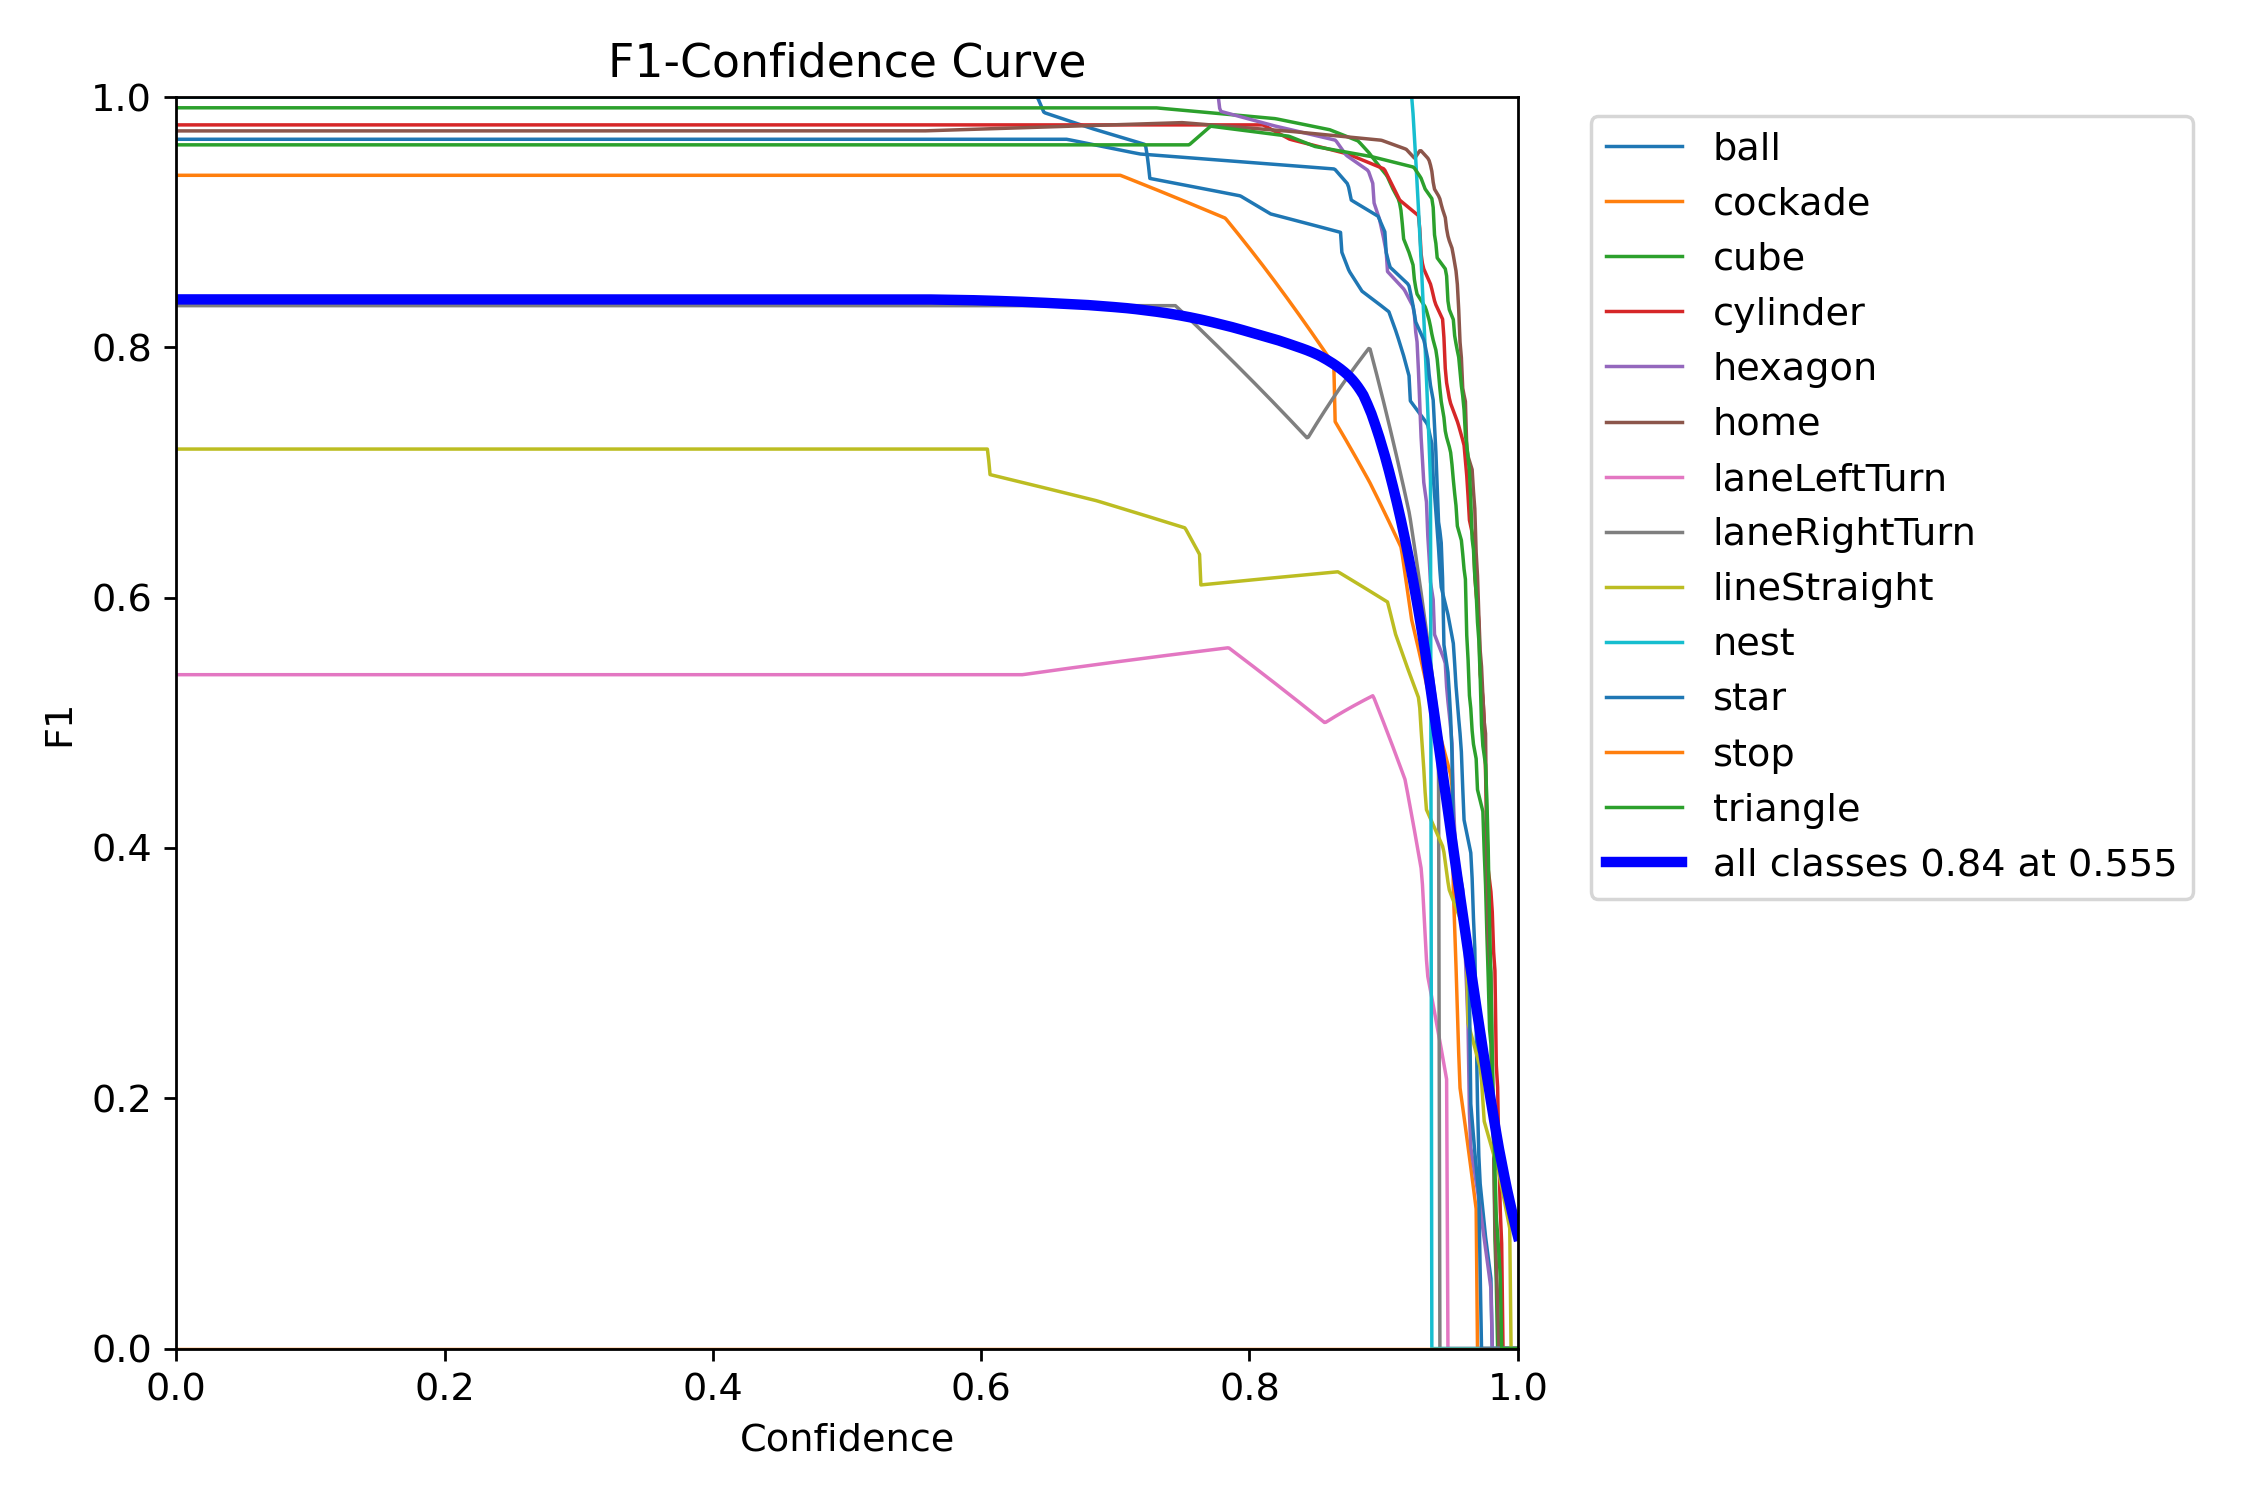 F1-Confidence Curve
1.0
0.8
0.6
0.4
0.2
0.0
F1
0.0 0.2 0.4 0.6 0.8 1.0
Confidence
ball
cockade
cube
cylinder
hexagon
home
laneLeftTurn
laneRightTurn
lineStraight
nest
star
stop
triangle
all classes 0.84 at 0.555